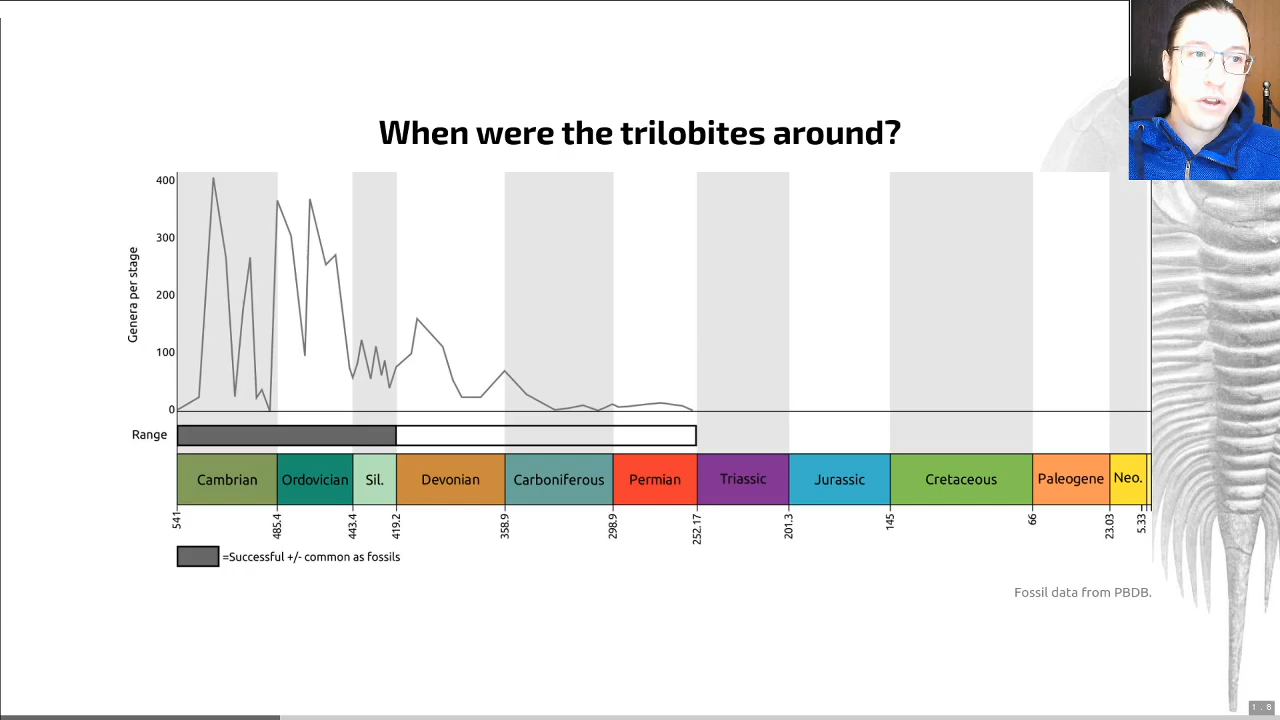 When were the trilobites around?
400
300
200
100
0
Genera per stage
Range
Cambrian Ordovician Sil. Devonian Carboniferous Permian Triassic Jurassic Cretaceous Paleogene Neo.
541 485.4 443.4 419.2 358.9 298.9 252.17 201.3 145 66 23.03 5.33
=Successful +/- common as fossils
Fossil data from PBDB.
1.8